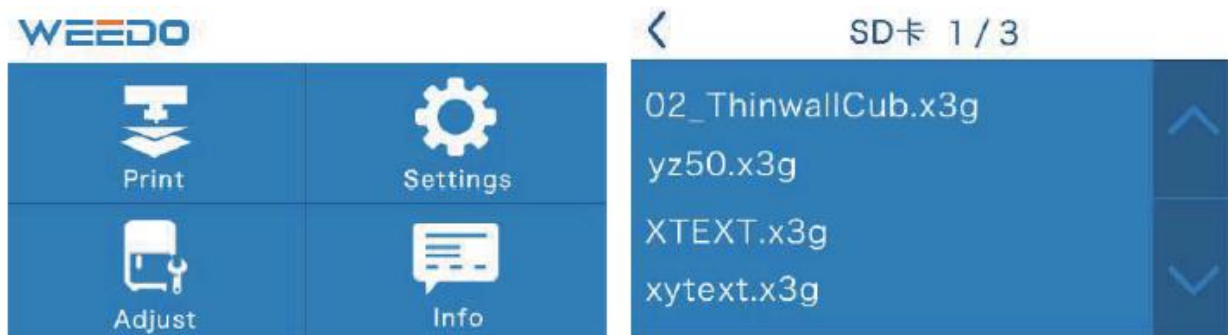 WEEDO
Print
Settings
Adjust
Info
SD卡 1/3
02_ThinwallCub.x3g
yz50.x3g
XTEXT.x3g
xytext.x3g